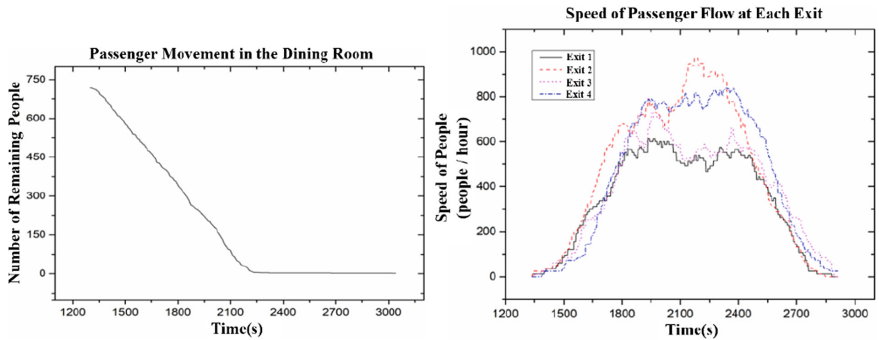 Passenger Movement in the Dining Room
Number of Remaining People
750
600
450
300
150
0
1200 1500 1800 2100 2400 2700 3000
Time(s)
Speed of Passenger Flow at Each Exit
Speed of People
(people / hour)
1000
800
600
400
200
0
Exit 1
Exit 2
Exit 3
Exit 4
1200 1500 1800 2100 2400 2700 3000
Time(s)